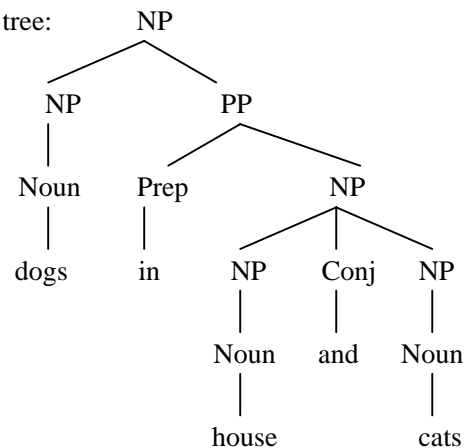 tree: NP
NP PP
Noun Prep NP
dogs in NP Conj NP
Noun and Noun
house cats